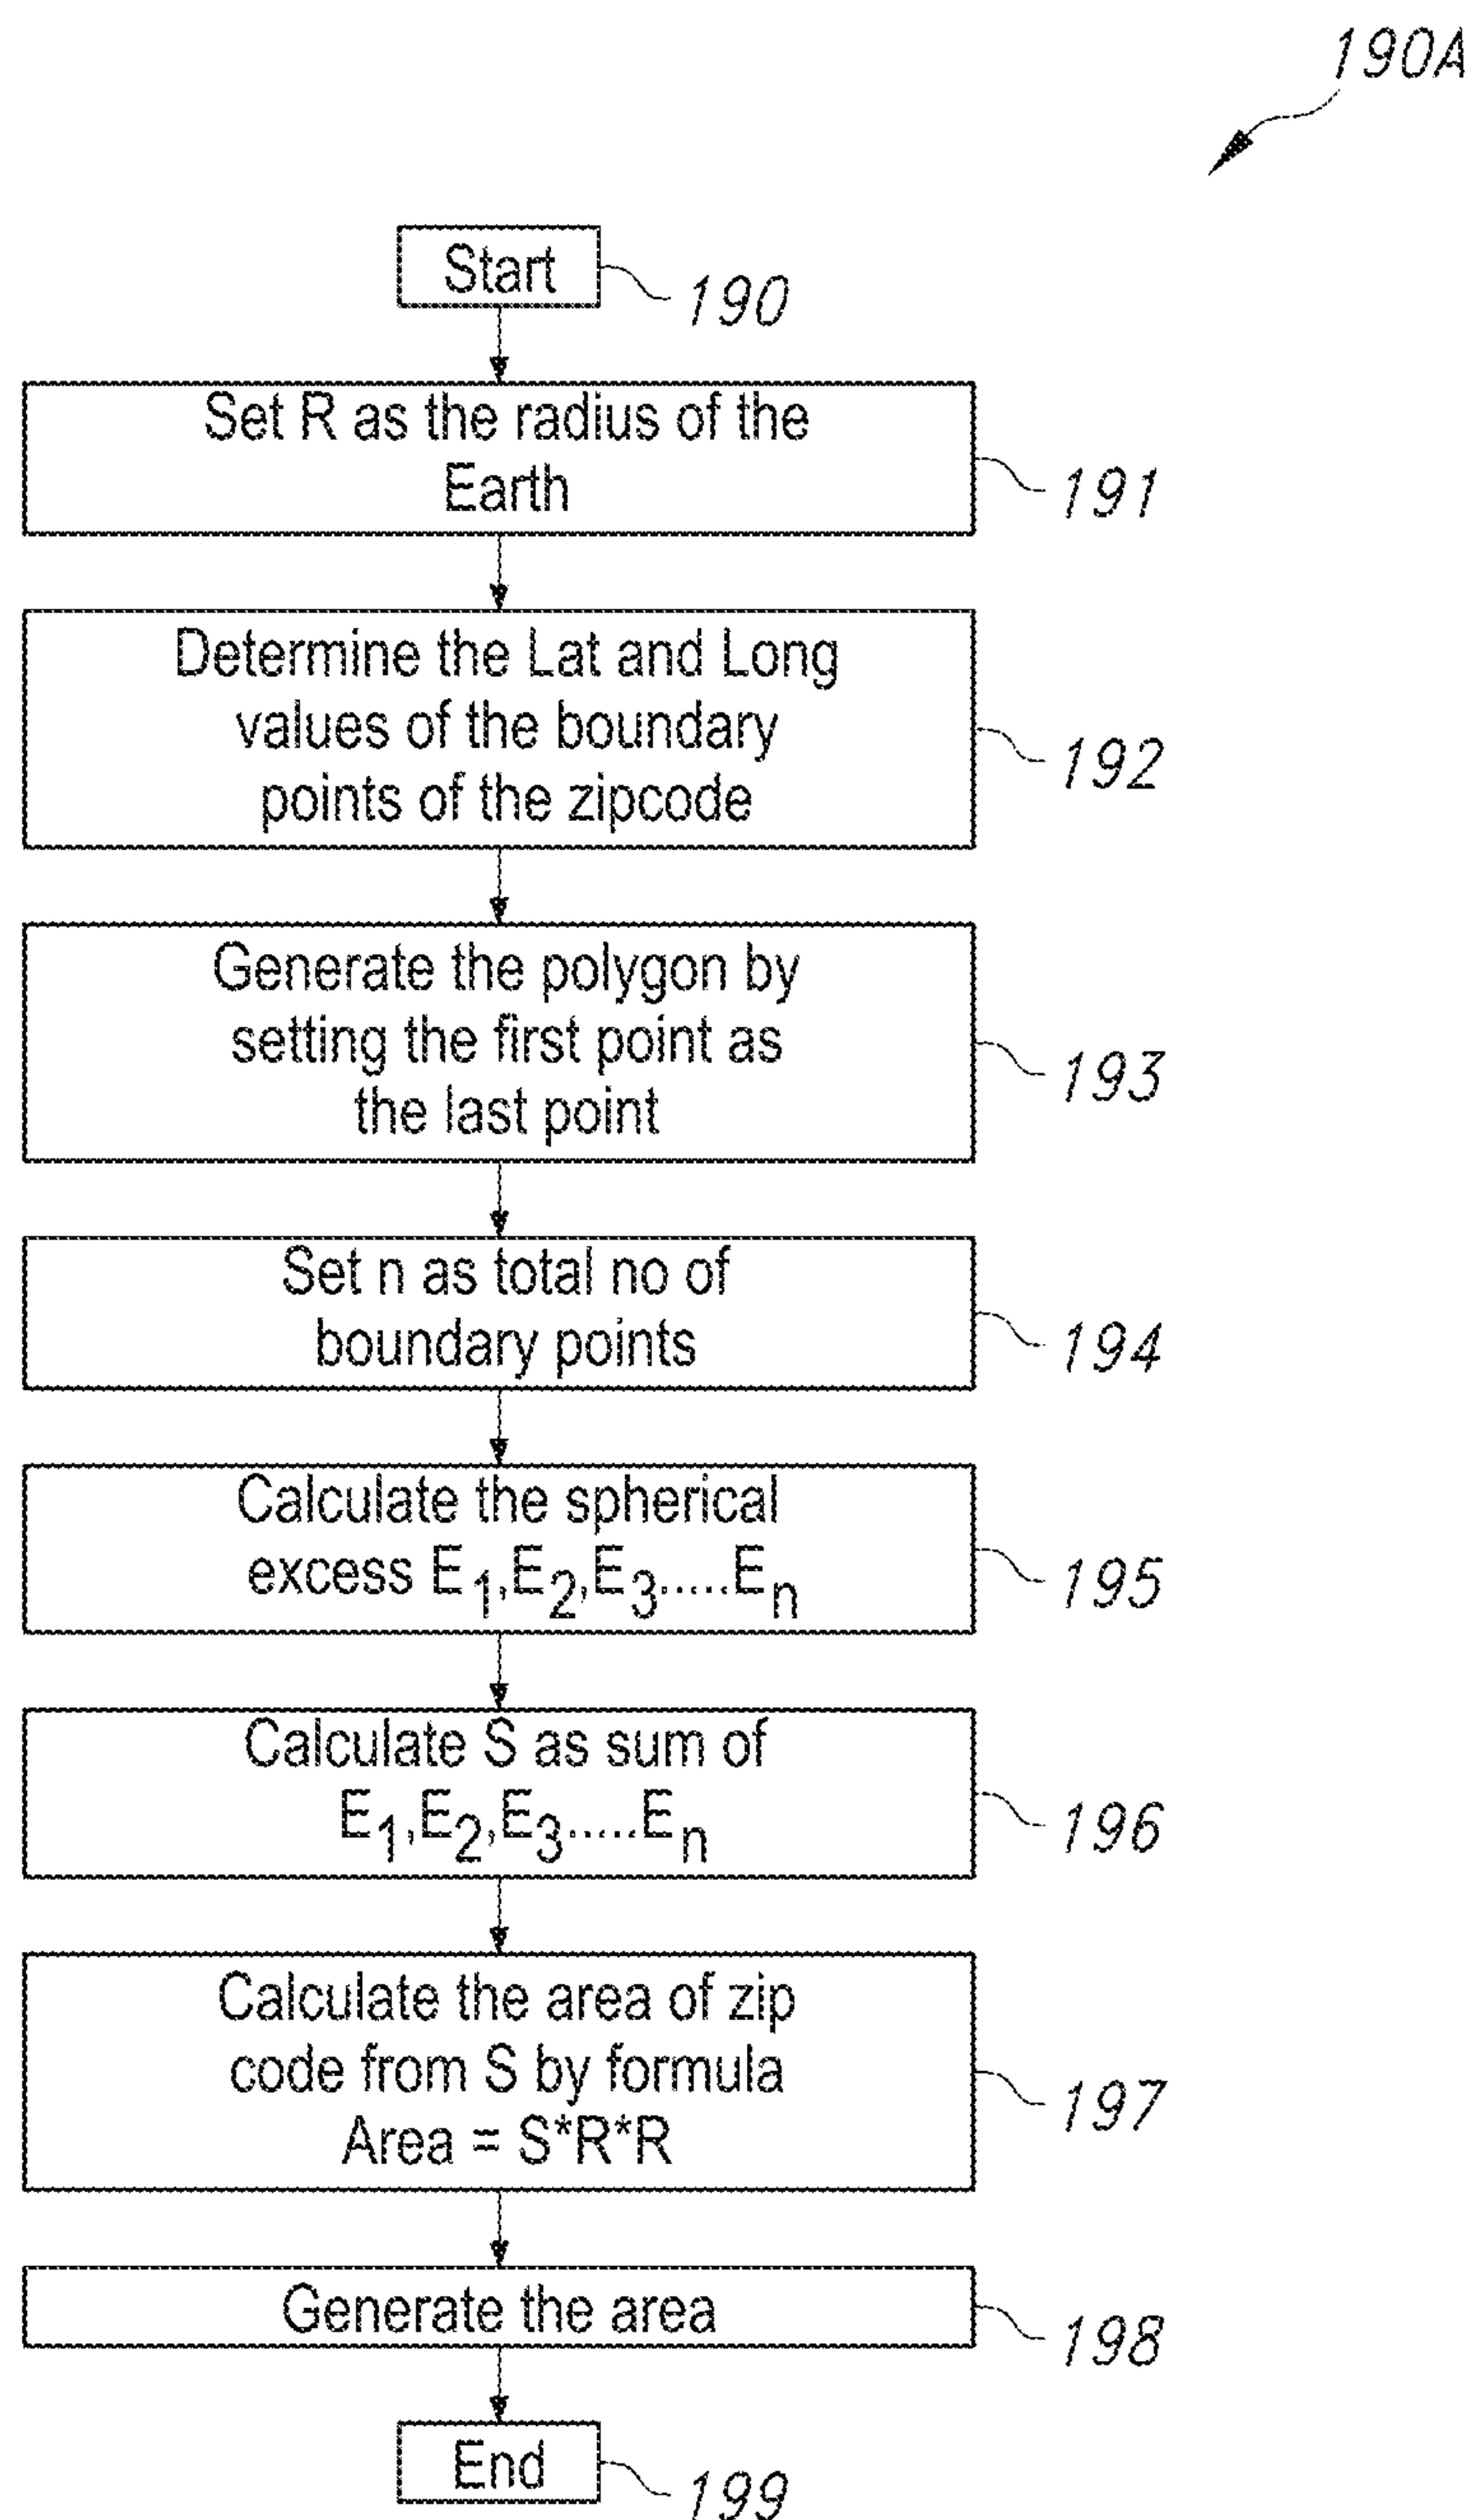 190A
Start
190
Set R as the radius of the
Earth
191
Determine the Lat and Long
values of the boundary
points of the zipcode
192
Generate the polygon by
setting the first point as
the last point
193
Set n as total no of
boundary points
194
Calculate the spherical
excess E1,E2,E3.....En
195
Calculate S as sum of
E1,E2,E3.....En
196
Calculate the area of zip
code from S by formula
Area = S*R*R
197
Generate the area
198
End
199